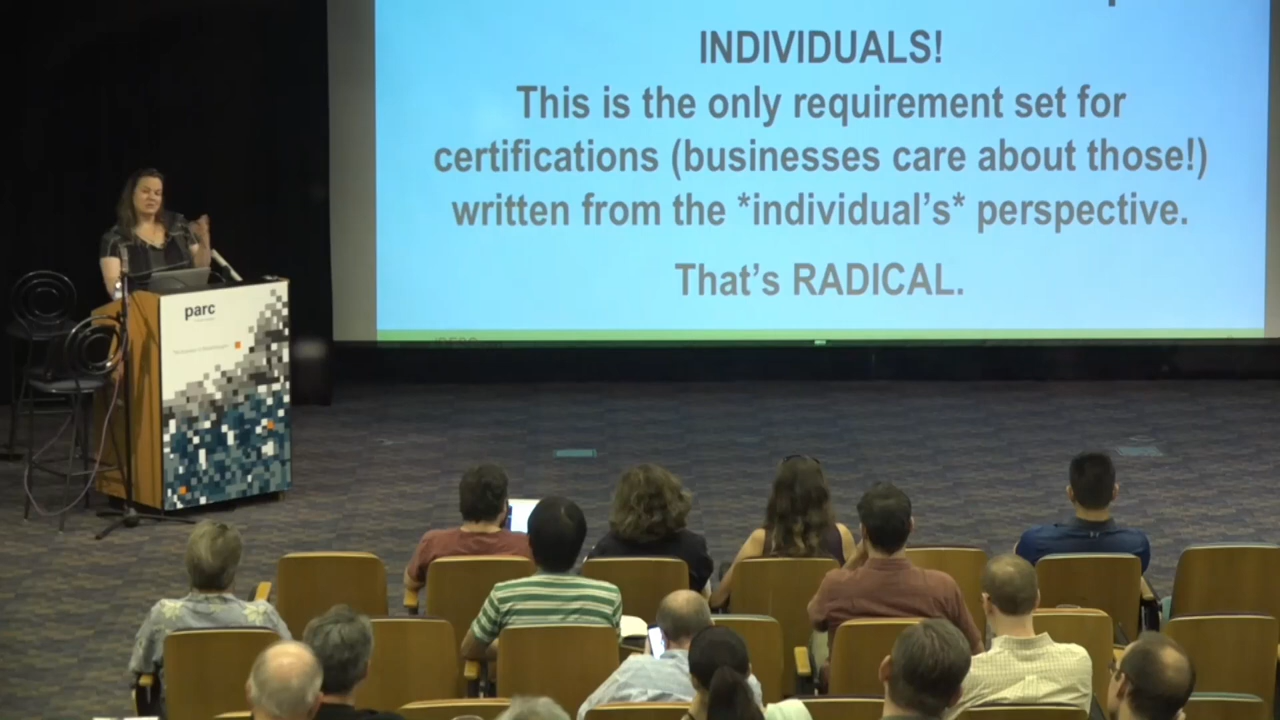 INDIVIDUALS!
This is the only requirement set for
certifications (businesses care about those!)
written from the *individual's* perspective.
That's RADICAL.
parc